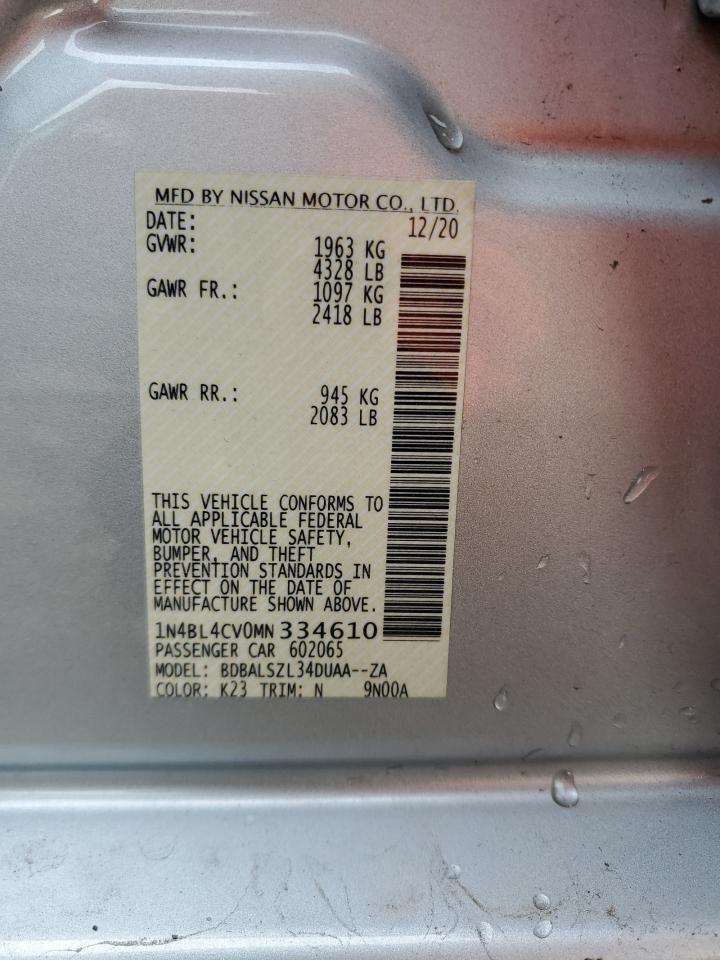 MFD BY NISSAN MOTOR CO., LTD.
DATE: 12/20
GVWR: 1963 KG
4328 LB
GAWR FR.: 1097 KG
2418 LB
GAWR RR.: 945 KG
2083 LB
THIS VEHICLE CONFORMS TO
ALL APPLICABLE FEDERAL
MOTOR VEHICLE SAFETY,
BUMPER, AND THEFT
PREVENTION STANDARDS IN
EFFECT ON THE DATE OF
MANUFACTURE SHOWN ABOVE.
1N4BL4CV0MN 334610
PASSENGER CAR 602065
MODEL: BDBALSZL34DUAA--ZA
COLOR: K23 TRIM: N 9N00A